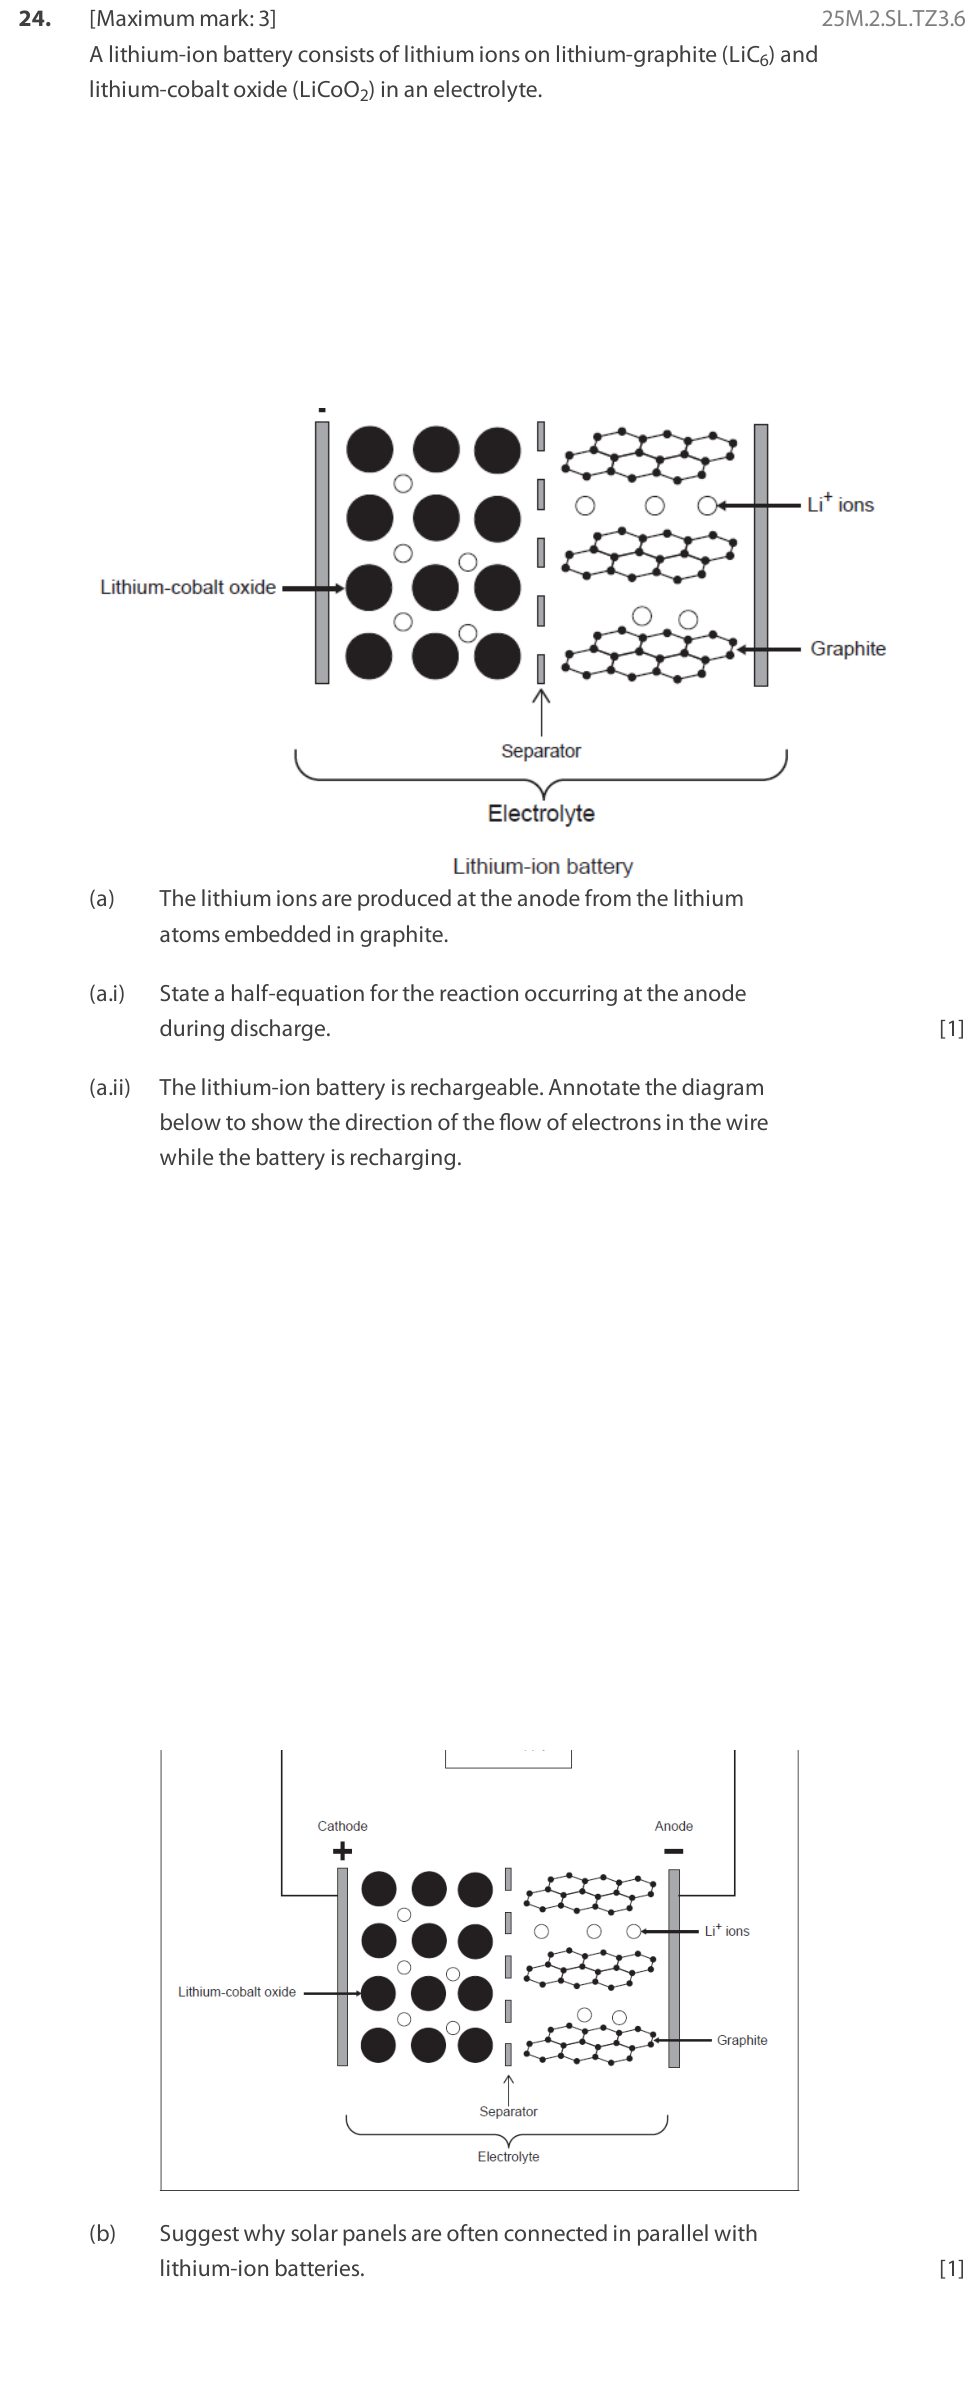 24. [Maximum mark: 3] 25M.2.SL.TZ3.6
A lithium-ion battery consists of lithium ions on lithium-graphite (LiC₆) and
lithium-cobalt oxide (LiCoO₂) in an electrolyte.
-
Li⁺ ions
Lithium-cobalt oxide
Graphite
Separator
Electrolyte
Lithium-ion battery
(a) The lithium ions are produced at the anode from the lithium
atoms embedded in graphite.
(a.i) State a half-equation for the reaction occurring at the anode
during discharge. [1]
(a.ii) The lithium-ion battery is rechargeable. Annotate the diagram
below to show the direction of the flow of electrons in the wire
while the battery is recharging.
Cathode Anode
+ −
Li⁺ ions
Lithium-cobalt oxide
Graphite
Separator
Electrolyte
(b) Suggest why solar panels are often connected in parallel with
lithium-ion batteries. [1]